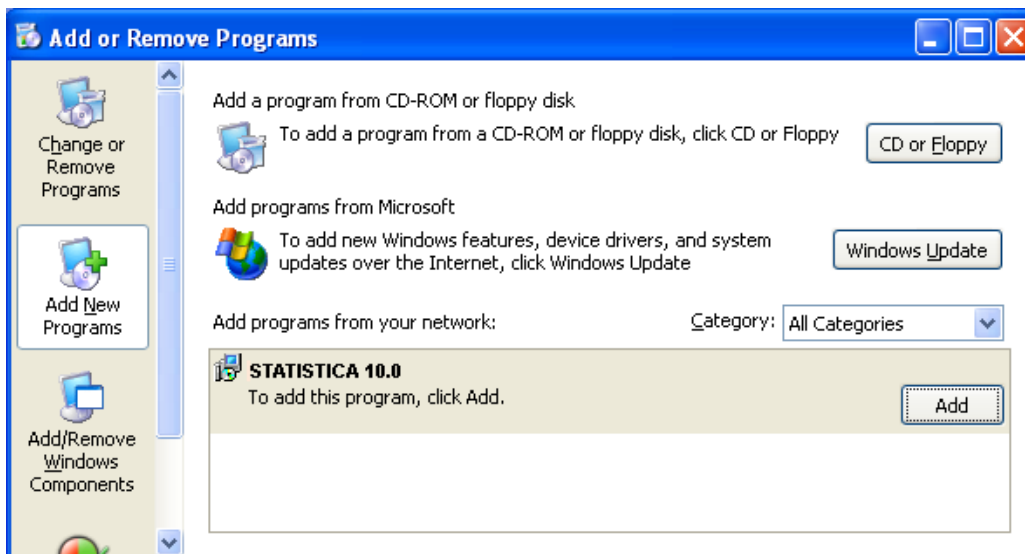 Add or Remove Programs
Change or
Remove
Programs
Add New
Programs
Add/Remove
Windows
Components
Add a program from CD-ROM or floppy disk
To add a program from a CD-ROM or floppy disk, click CD or Floppy
CD or Floppy
Add programs from Microsoft
To add new Windows features, device drivers, and system
updates over the Internet, click Windows Update
Windows Update
Add programs from your network:
Category:
All Categories
STATISTICA 10.0
To add this program, click Add.
Add